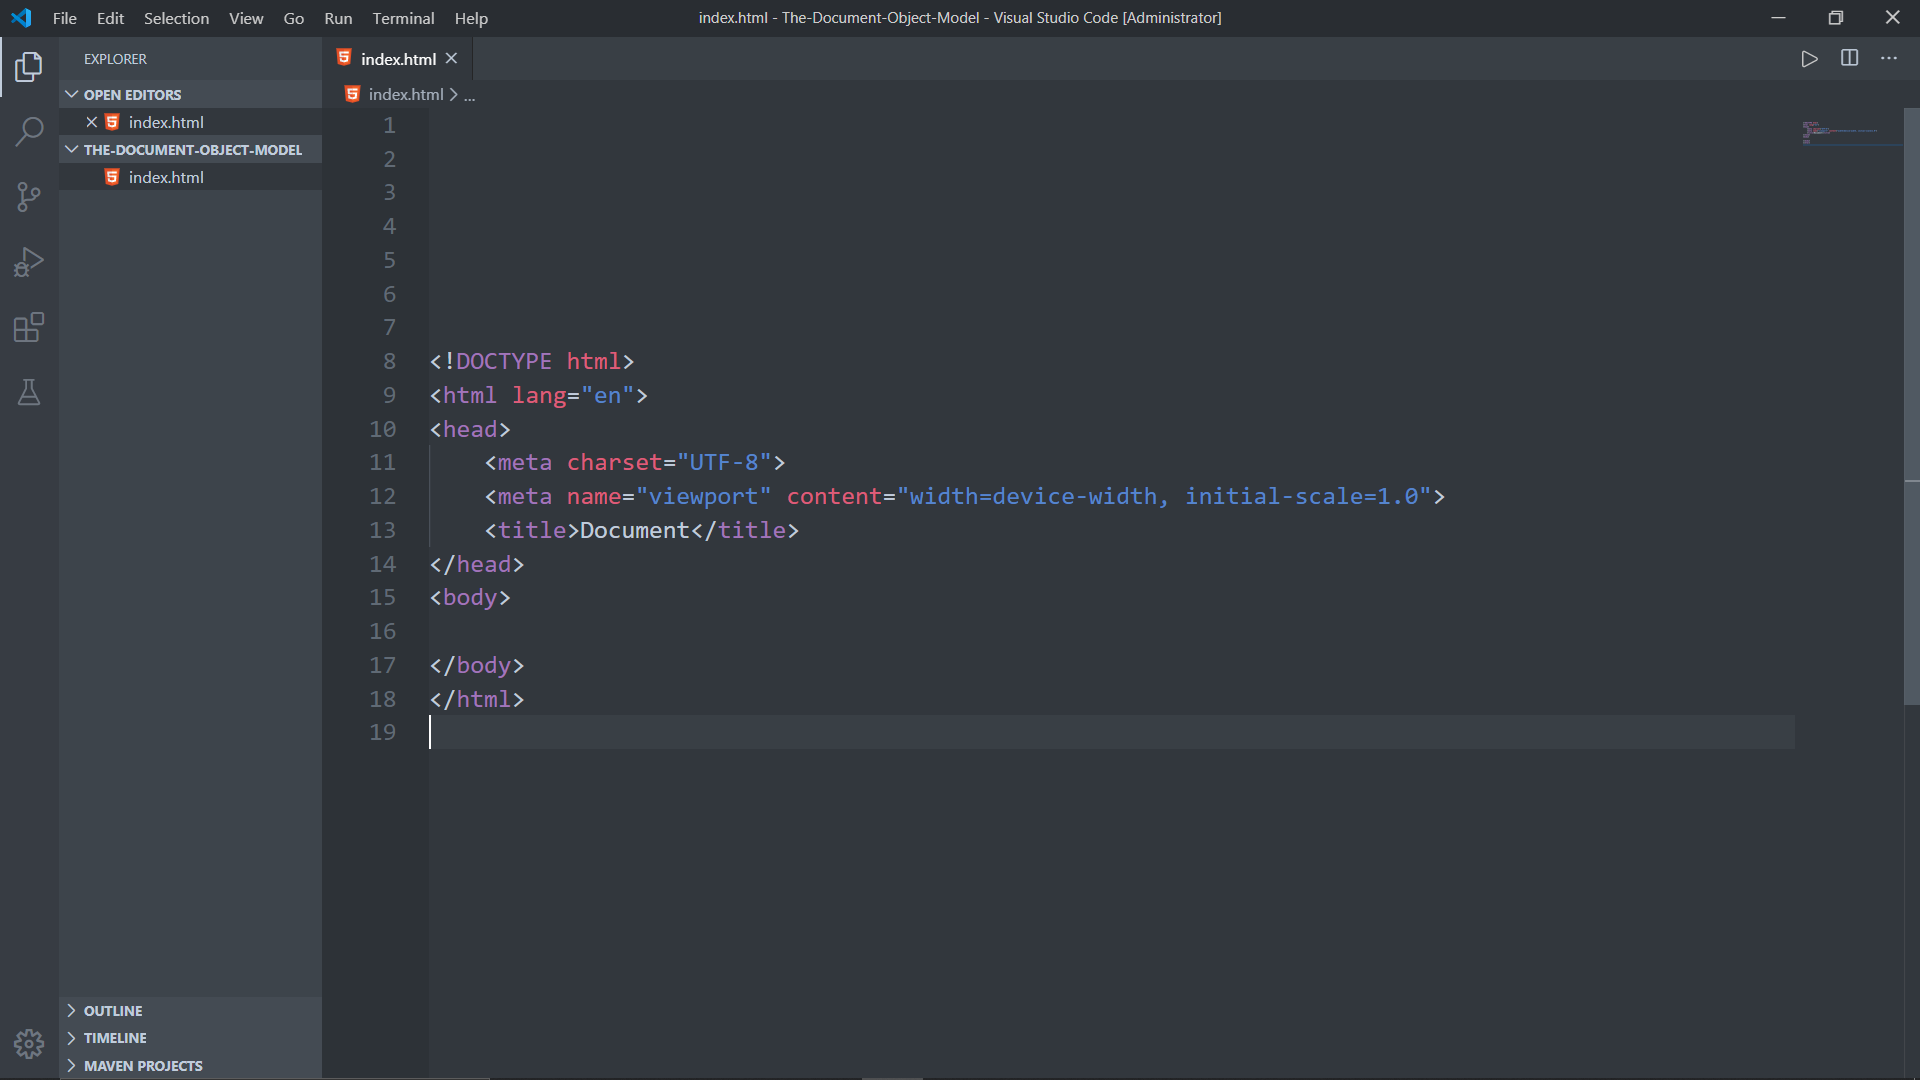 File Edit Selection View Go Run Terminal Help
index.html - The-Document-Object-Model - Visual Studio Code [Administrator]
EXPLORER
OPEN EDITORS
index.html
THE-DOCUMENT-OBJECT-MODEL
index.html
OUTLINE
TIMELINE
MAVEN PROJECTS
index.html
index.html > ...
1
2
3
4
5
6
7
8 <!DOCTYPE html>
9 <html lang="en">
10 <head>
11     <meta charset="UTF-8">
12     <meta name="viewport" content="width=device-width, initial-scale=1.0">
13     <title>Document</title>
14 </head>
15 <body>
16
17 </body>
18 </html>
19